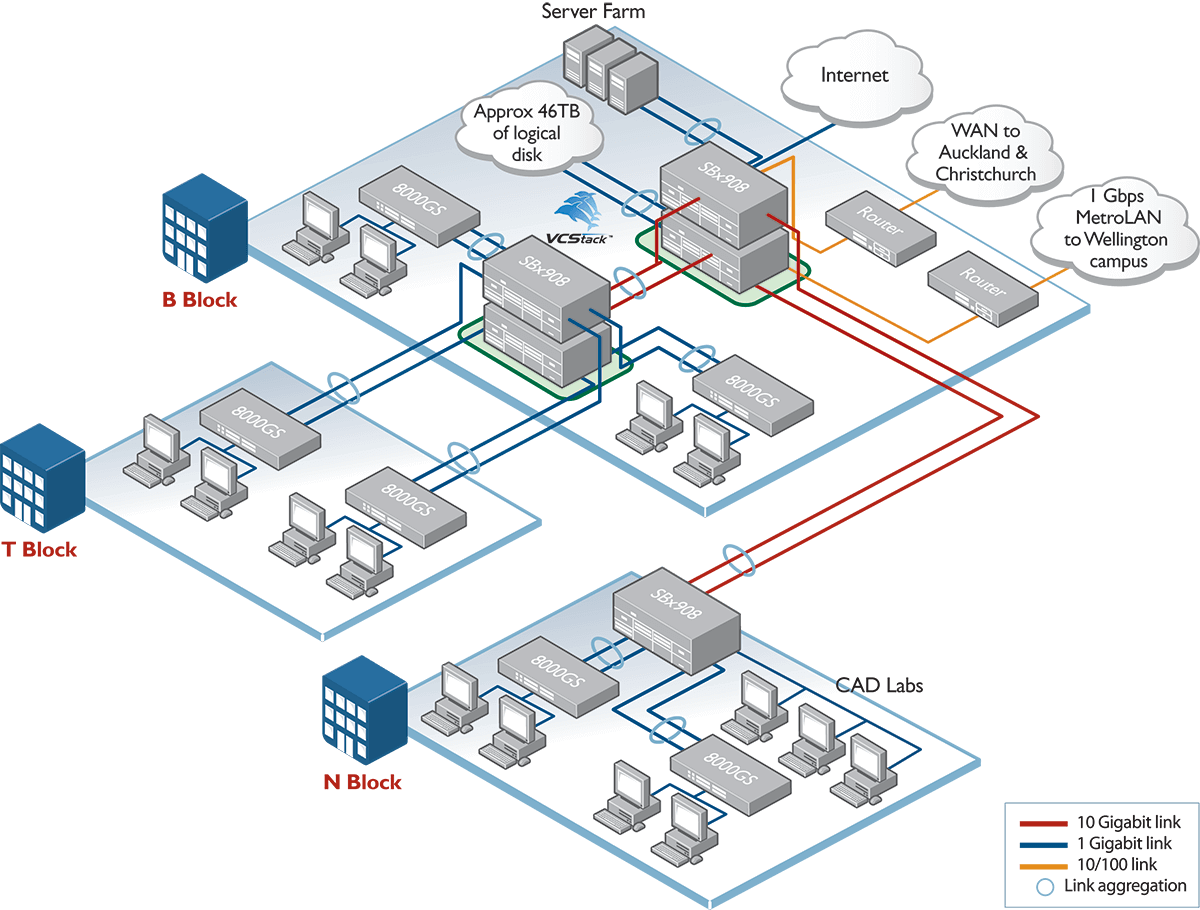 Server Farm
Internet
Approx 46TB
of logical
disk
WAN to
Auckland &
Christchurch
SBx908
1 Gbps
MetroLAN
to Wellington
campus
8000GS
Router
VCStack™
Router
SBx908
B Block
8000GS
8000GS
8000GS
T Block
SBx908
8000GS
CAD Labs
N Block
8000GS
10 Gigabit link
1 Gigabit link
10/100 link
Link aggregation